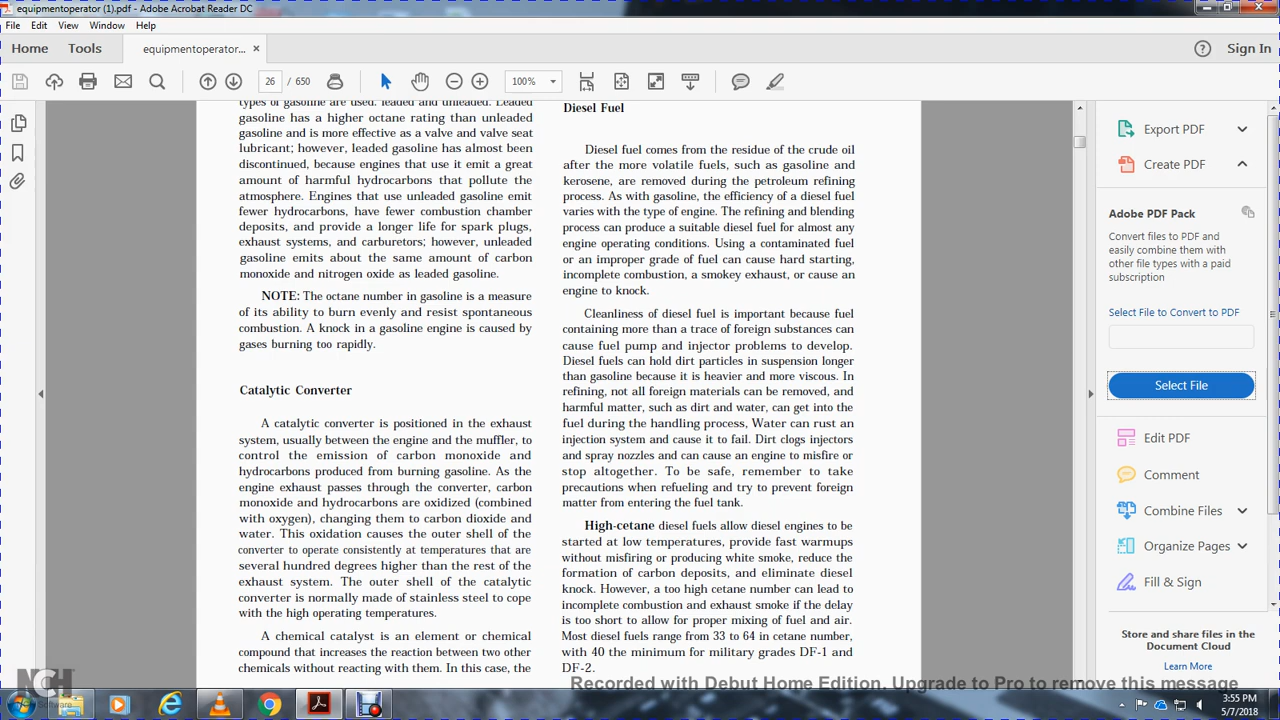 equipmentoperator (1).pdf - Adobe Acrobat Reader DC
File Edit View Window Help
Home Tools equipmentoperator... × Sign In
26 / 650 100%
types of gasoline are used: leaded and unleaded. Leaded
gasoline has a higher octane rating than unleaded
gasoline and is more effective as a valve and valve seat
lubricant; however, leaded gasoline has almost been
discontinued, because engines that use it emit a great
amount of harmful hydrocarbons that pollute the
atmosphere. Engines that use unleaded gasoline emit
fewer hydrocarbons, have fewer combustion chamber
deposits, and provide a longer life for spark plugs,
exhaust systems, and carburetors; however, unleaded
gasoline emits about the same amount of carbon
monoxide and nitrogen oxide as leaded gasoline.
NOTE: The octane number in gasoline is a measure
of its ability to burn evenly and resist spontaneous
combustion. A knock in a gasoline engine is caused by
gases burning too rapidly.
Catalytic Converter
A catalytic converter is positioned in the exhaust
system, usually between the engine and the muffler, to
control the emission of carbon monoxide and
hydrocarbons produced from burning gasoline. As the
engine exhaust passes through the converter, carbon
monoxide and hydrocarbons are oxidized (combined
with oxygen), changing them to carbon dioxide and
water. This oxidation causes the outer shell of the
converter to operate consistently at temperatures that are
several hundred degrees higher than the rest of the
exhaust system. The outer shell of the catalytic
converter is normally made of stainless steel to cope
with the high operating temperatures.
A chemical catalyst is an element or chemical
compound that increases the reaction between two other
chemicals without reacting with them. In this case, the
Diesel Fuel
Diesel fuel comes from the residue of the crude oil
after the more volatile fuels, such as gasoline and
kerosene, are removed during the petroleum refining
process. As with gasoline, the efficiency of a diesel fuel
varies with the type of engine. The refining and blending
process can produce a suitable diesel fuel for almost any
engine operating conditions. Using a contaminated fuel
or an improper grade of fuel can cause hard starting,
incomplete combustion, a smokey exhaust, or cause an
engine to knock.
Cleanliness of diesel fuel is important because fuel
containing more than a trace of foreign substances can
cause fuel pump and injector problems to develop.
Diesel fuels can hold dirt particles in suspension longer
than gasoline because it is heavier and more viscous. In
refining, not all foreign materials can be removed, and
harmful matter, such as dirt and water, can get into the
fuel during the handling process, Water can rust an
injection system and cause it to fail. Dirt clogs injectors
and spray nozzles and can cause an engine to misfire or
stop altogether. To be safe, remember to take
precautions when refueling and try to prevent foreign
matter from entering the fuel tank.
High-cetane diesel fuels allow diesel engines to be
started at low temperatures, provide fast warmups
without misfiring or producing white smoke, reduce the
formation of carbon deposits, and eliminate diesel
knock. However, a too high cetane number can lead to
incomplete combustion and exhaust smoke if the delay
is too short to allow for proper mixing of fuel and air.
Most diesel fuels range from 33 to 64 in cetane number,
with 40 the minimum for military grades DF-1 and
DF-2.
Export PDF
Create PDF
Adobe PDF Pack
Convert files to PDF and
easily combine them with
other file types with a paid
subscription
Select File to Convert to PDF
Select File
Edit PDF
Comment
Combine Files
Organize Pages
Fill & Sign
Store and share files in the
Document Cloud
Learn More
NCH
Software
Recorded with Debut Home Edition. Upgrade to Pro to remove this message
3:55 PM
5/7/2018